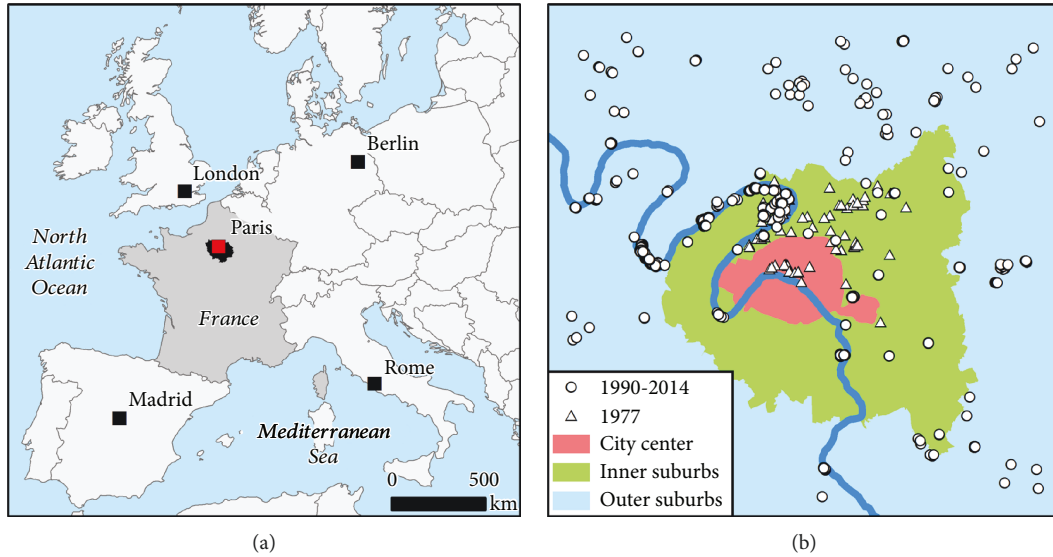 Berlin
London
North
Atlantic
Ocean
Paris
France
Rome
Madrid
Mediterranean
Sea
0 500
km
(a)
1990-2014
1977
City center
Inner suburbs
Outer suburbs
(b)